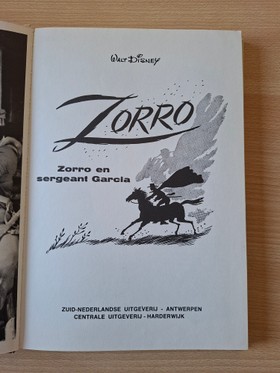 WALT DISNEY
ZORRO
Zorro en
sergeant Garcia
ZUID-NEDERLANDSE UITGEVERIJ - ANTWERPEN
CENTRALE UITGEVERIJ - HARDERWIJK